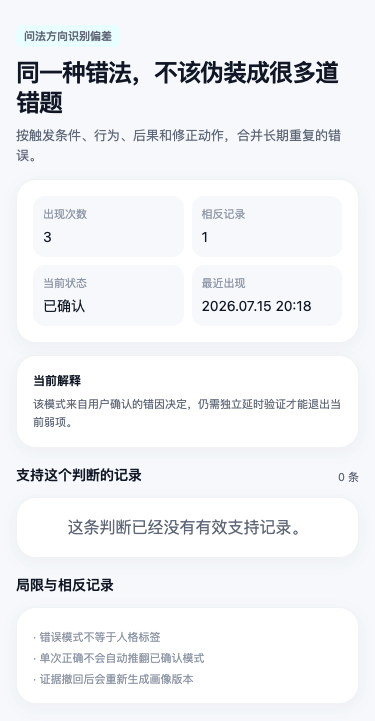 问法方向识别偏差
同一种错法，不该伪装成很多道
错题
按触发条件、行为、后果和修正动作，合并长期重复的错
误。
出现次数
3
相反记录
1
当前状态
已确认
最近出现
2026.07.15 20:18
当前解释
该模式来自用户确认的错因决定，仍需独立延时验证才能退出当
前弱项。
支持这个判断的记录
0 条
这条判断已经没有有效支持记录。
局限与相反记录
· 错误模式不等于人格标签
· 单次正确不会自动推翻已确认模式
· 证据撤回后会重新生成画像版本